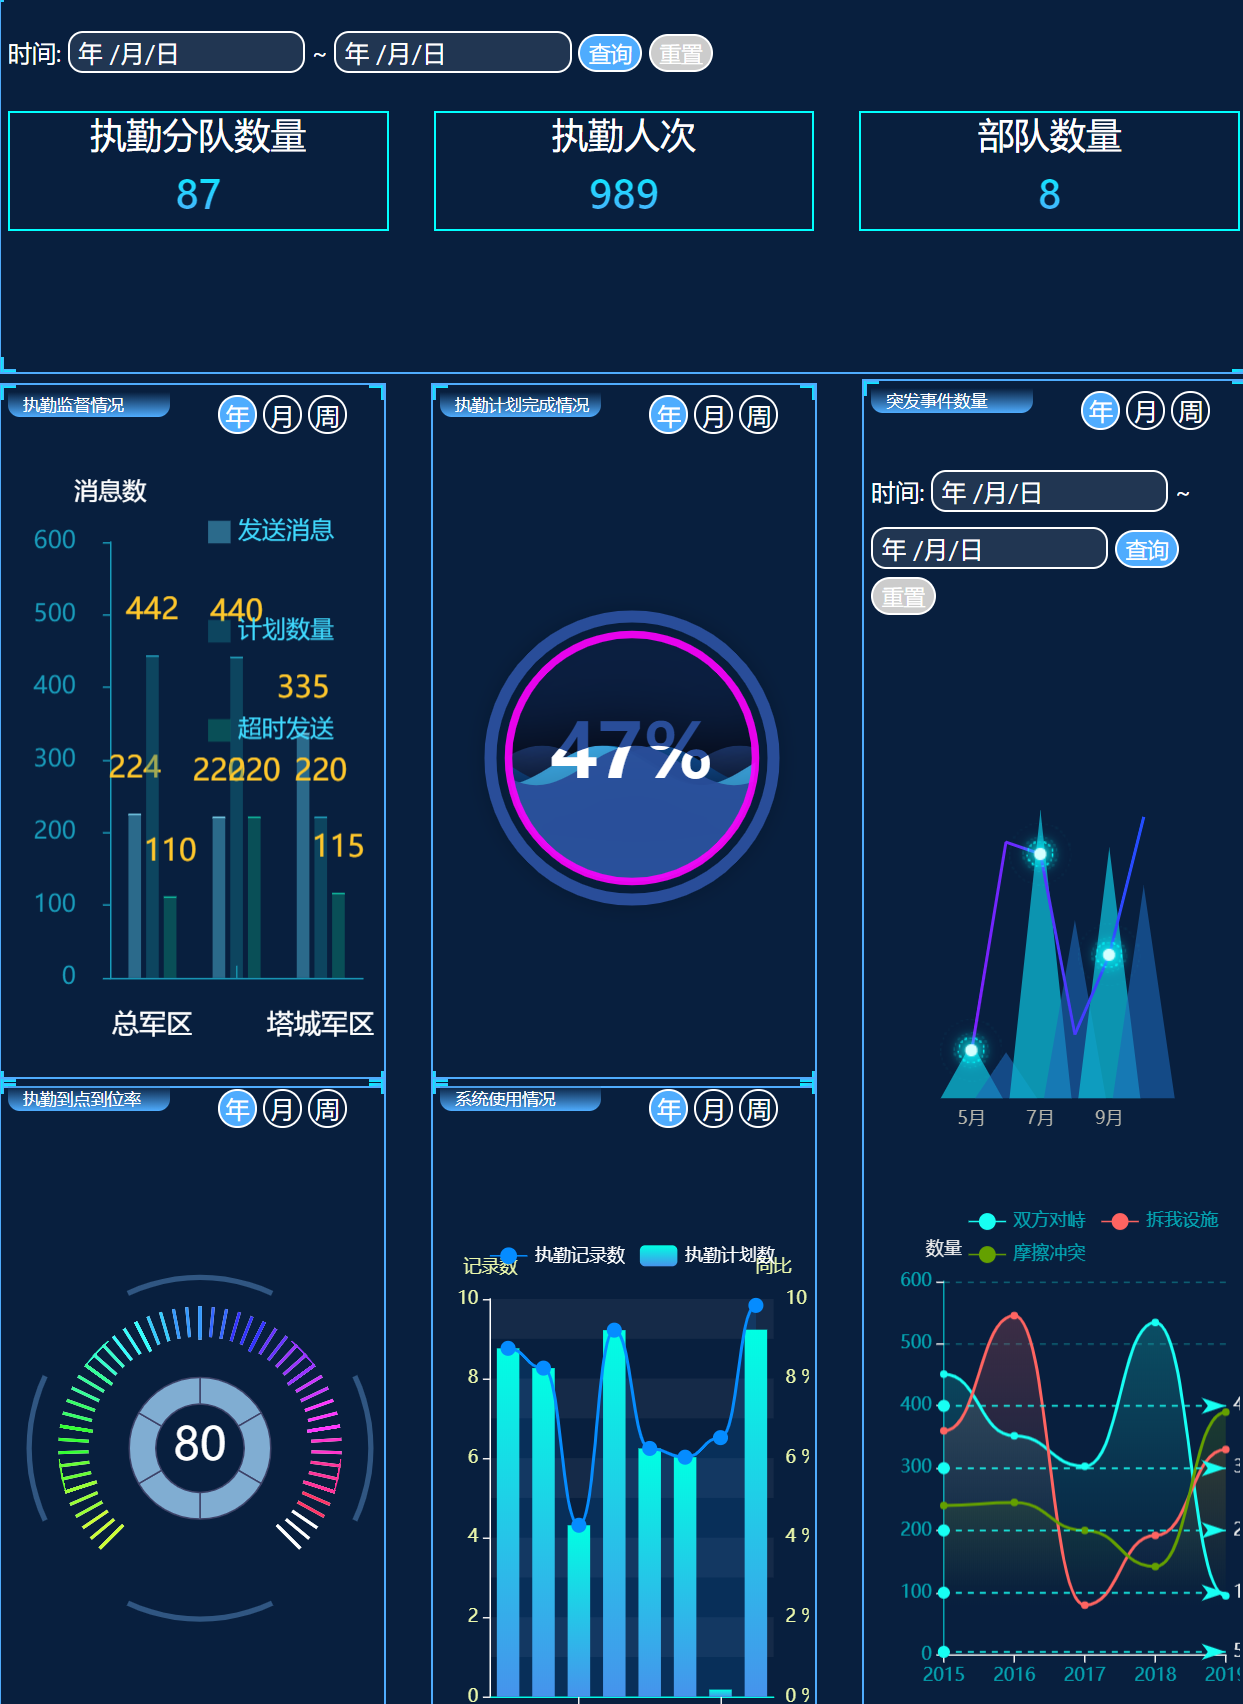 时间: 年 /月/日 ~ 年 /月/日 查询 重置
执勤分队数量 执勤人次 部队数量
87 989 8
执勤监督情况 年 月 周
消息数
发送消息
计划数量
超时发送
600
500
400
300
200
100
0
442 440
335
224 220 220 220
110 115
总军区 塔城军区
执勤计划完成情况 年 月 周
47%
突发事件数量 年 月 周
时间: 年 /月/日 ~
年 /月/日 查询
重置
5月 7月 9月
执勤到点到位率 年 月 周
80
系统使用情况 年 月 周
执勤记录数 执勤计划数
记录数 同比
10 10
8 8 %
6 6 %
4 4 %
2 2 %
0 0 %
双方对峙 拆我设施
数量 摩擦冲突
600
500
400
300
200
100
0
2015 2016 2017 2018 2019